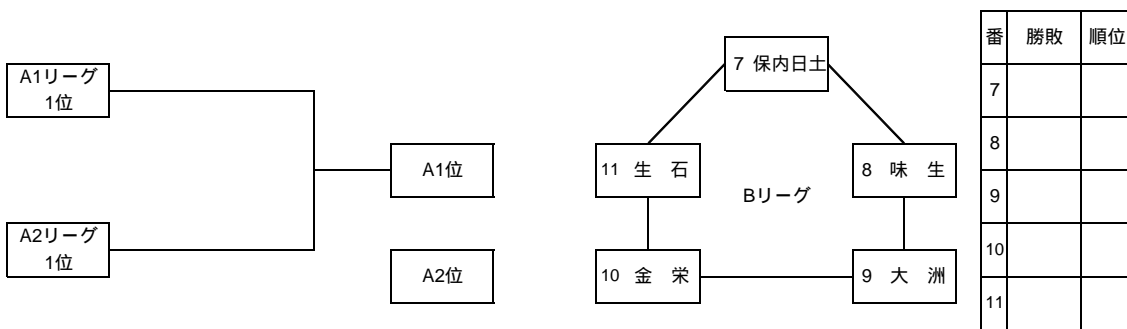 A1リーグ
1位
A2リーグ
1位
A1位
A2位
7 保内日土
11 生 石
8 味 生
Bリーグ
10 金 栄
9 大 洲
番 勝敗 順位
7
8
9
10
11